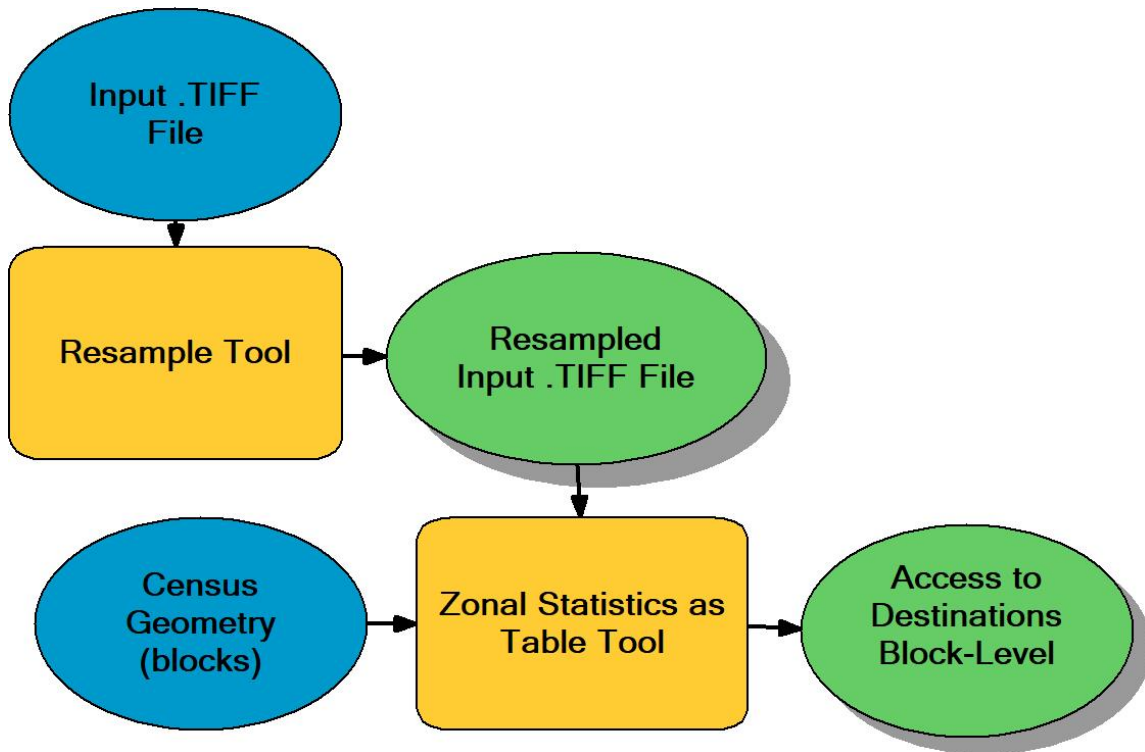 Input .TIFF
File
Resample Tool
Resampled
Input .TIFF File
Census
Geometry
(blocks)
Zonal Statistics as
Table Tool
Access to
Destinations
Block-Level